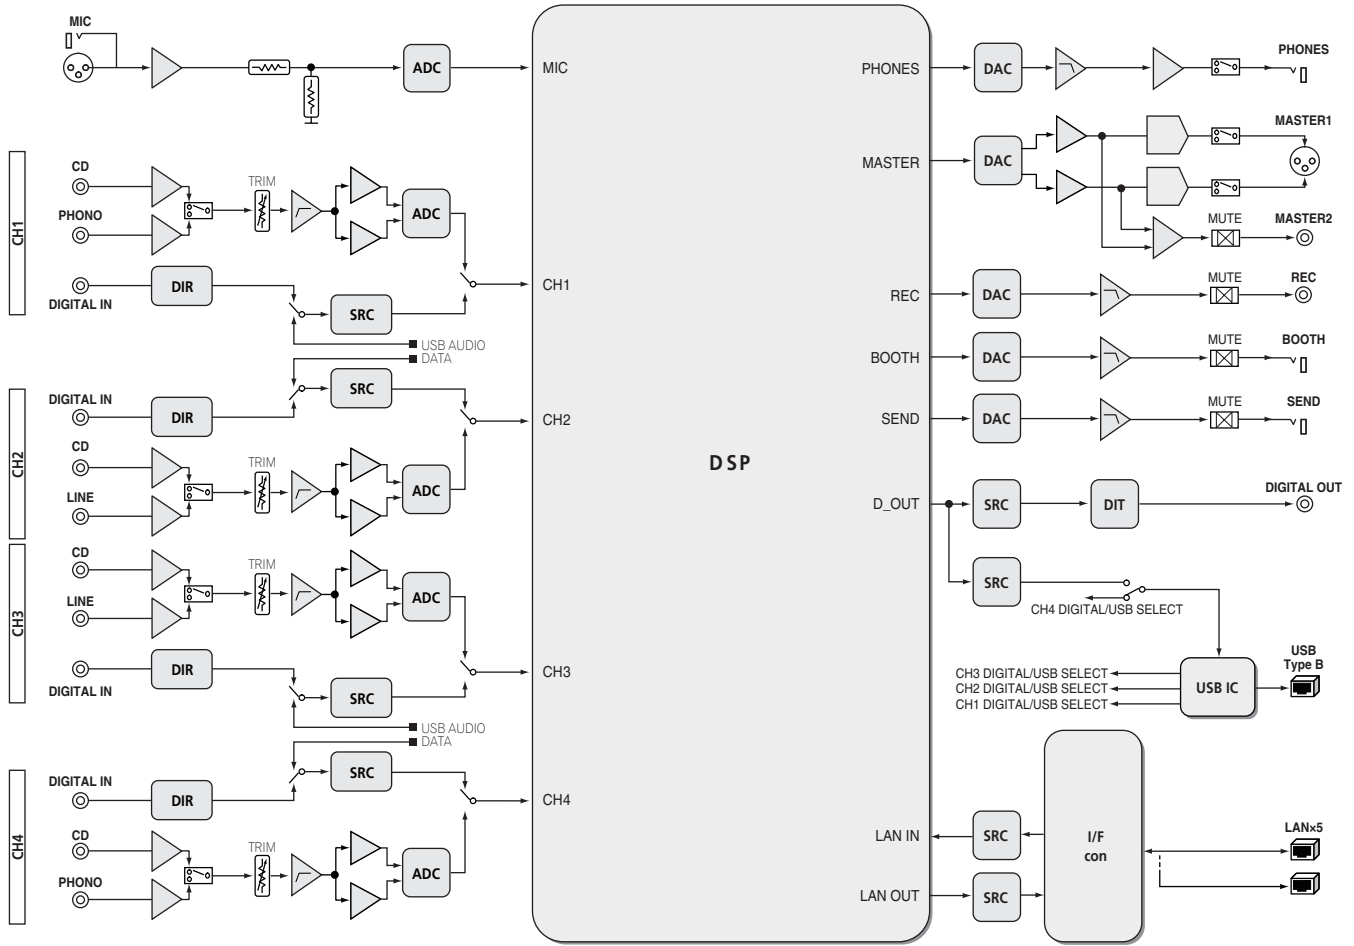 MIC
ADC
MIC
CH1
CD
PHONO
DIGITAL IN
TRIM
ADC
DIR
SRC
CH1
USB AUDIO
DATA
CH2
DIGITAL IN
CD
LINE
DIR
SRC
TRIM
ADC
CH2
CH3
CD
LINE
DIGITAL IN
TRIM
ADC
DIR
SRC
CH3
USB AUDIO
DATA
CH4
DIGITAL IN
CD
PHONO
DIR
SRC
TRIM
ADC
CH4
DSP
PHONES
DAC
PHONES
MASTER
DAC
MASTER1
MUTE
MASTER2
REC
DAC
MUTE
REC
BOOTH
DAC
MUTE
BOOTH
SEND
DAC
MUTE
SEND
D_OUT
SRC
DIT
DIGITAL OUT
SRC
CH4 DIGITAL/USB SELECT
CH3 DIGITAL/USB SELECT
CH2 DIGITAL/USB SELECT
CH1 DIGITAL/USB SELECT
USB IC
USB
Type B
LAN IN
SRC
I/F
con
LAN×5
LAN OUT
SRC